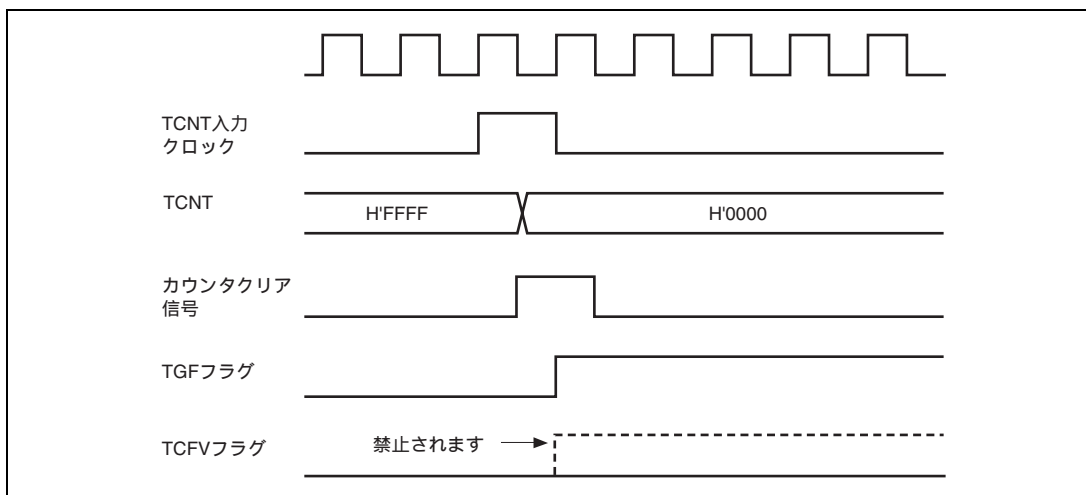 TCNT入力
クロック
TCNT
H'FFFF
H'0000
カウンタクリア
信号
TGFフラグ
TCFVフラグ
禁止されます